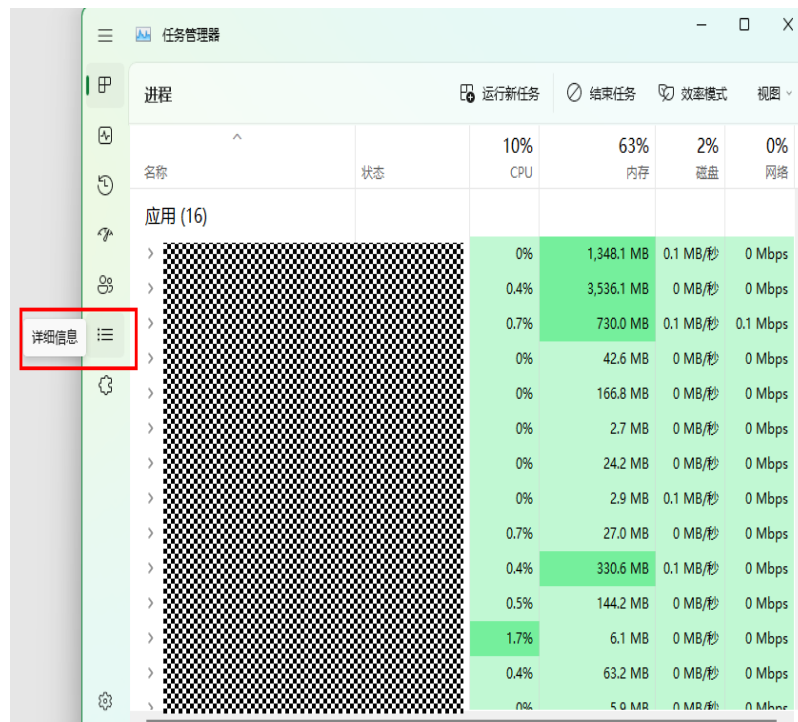 任务管理器
进程 运行新任务 结束任务 效率模式 视图
10% 63% 2% 0%
名称 状态 CPU 内存 磁盘 网络
应用 (16)
0% 1,348.1 MB 0.1 MB/秒 0 Mbps
0.4% 3,536.1 MB 0 MB/秒 0 Mbps
0.7% 730.0 MB 0.1 MB/秒 0.1 Mbps
详细信息
0% 42.6 MB 0 MB/秒 0 Mbps
0% 166.8 MB 0 MB/秒 0 Mbps
0% 2.7 MB 0 MB/秒 0 Mbps
0% 24.2 MB 0 MB/秒 0 Mbps
0% 2.9 MB 0.1 MB/秒 0 Mbps
0.7% 27.0 MB 0 MB/秒 0 Mbps
0.4% 330.6 MB 0.1 MB/秒 0 Mbps
0.5% 144.2 MB 0 MB/秒 0 Mbps
1.7% 6.1 MB 0 MB/秒 0 Mbps
0.4% 63.2 MB 0 MB/秒 0 Mbps
0% 5.9 MB 0 MB/秒 0 Mbps